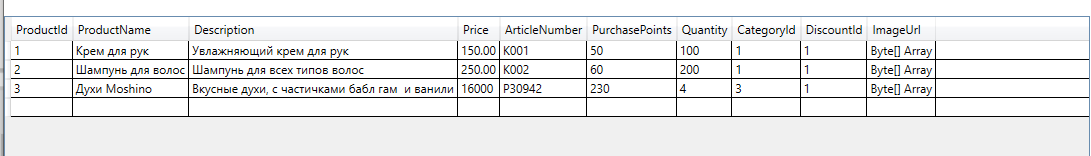 ProductId ProductName Description Price ArticleNumber PurchasePoints Quantity CategoryId DiscountId ImageUrl
1 Крем для рук Увлажняющий крем для рук 150.00 K001 50 100 1 1 Byte[] Array
2 Шампунь для волос Шампунь для всех типов волос 250.00 K002 60 200 1 1 Byte[] Array
3 Духи Moshino Вкусные духи, с частичками бабл гам и ванили 16000 P30942 230 4 3 1 Byte[] Array